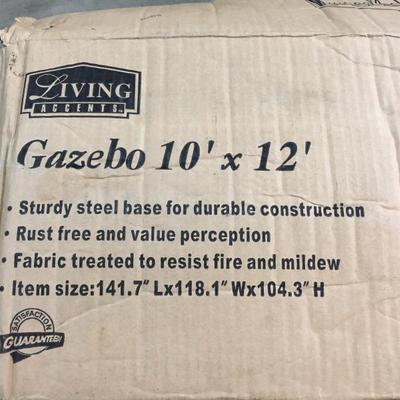 LIVING
ACCENTS™
Gazebo 10' x 12'
• Sturdy steel base for durable construction
• Rust free and value perception
• Fabric treated to resist fire and mildew
• Item size:141.7" Lx118.1" Wx104.3" H
SATISFACTION
GUARANTEED!